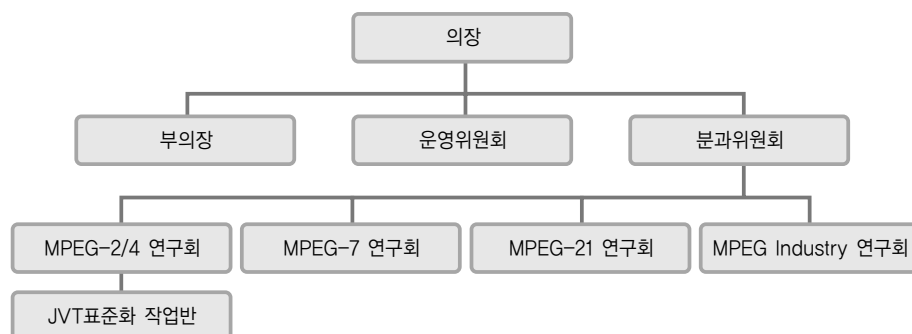 의장
부의장
운영위원회
분과위원회
MPEG-2/4 연구회
MPEG-7 연구회
MPEG-21 연구회
MPEG Industry 연구회
JVT표준화 작업반